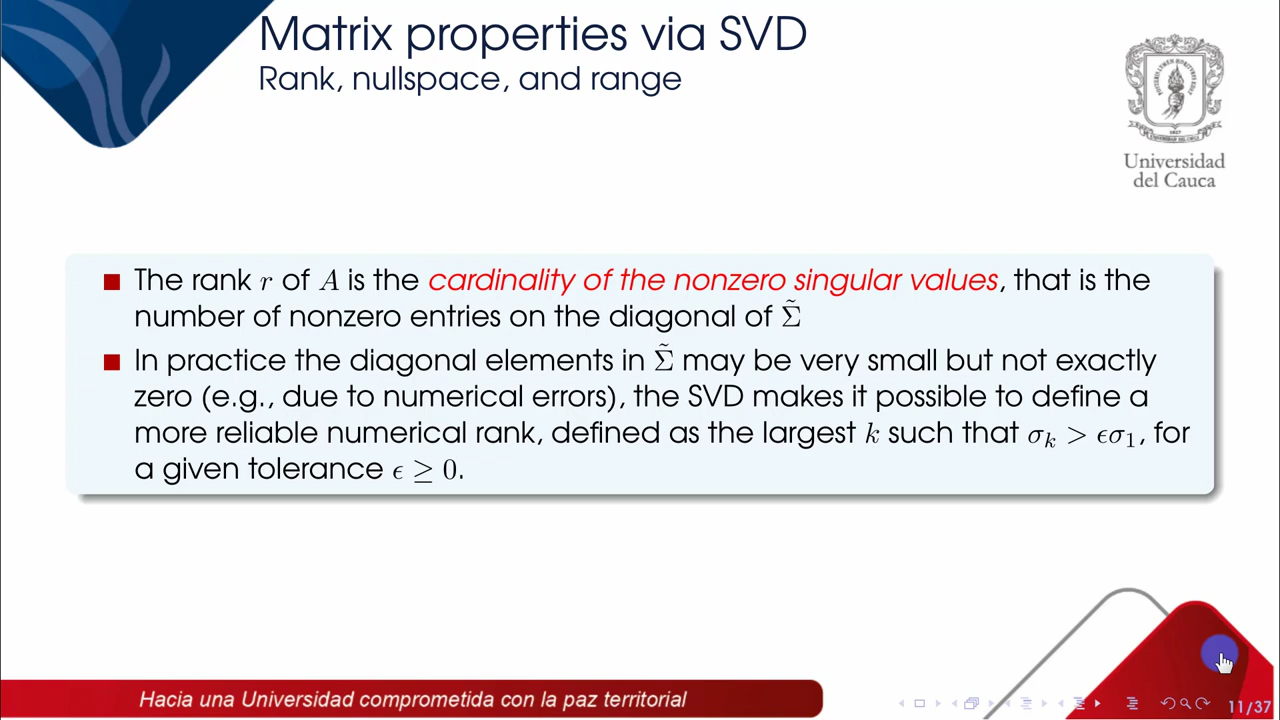 Matrix properties via SVD
Rank, nullspace, and range
Universidad
del Cauca
The rank r of A is the cardinality of the nonzero singular values, that is the
number of nonzero entries on the diagonal of Σ̃
In practice the diagonal elements in Σ̃ may be very small but not exactly
zero (e.g., due to numerical errors), the SVD makes it possible to define a
more reliable numerical rank, defined as the largest k such that σₖ > ϵσ₁, for
a given tolerance ϵ ≥ 0.
Hacia una Universidad comprometida con la paz territorial
11/37